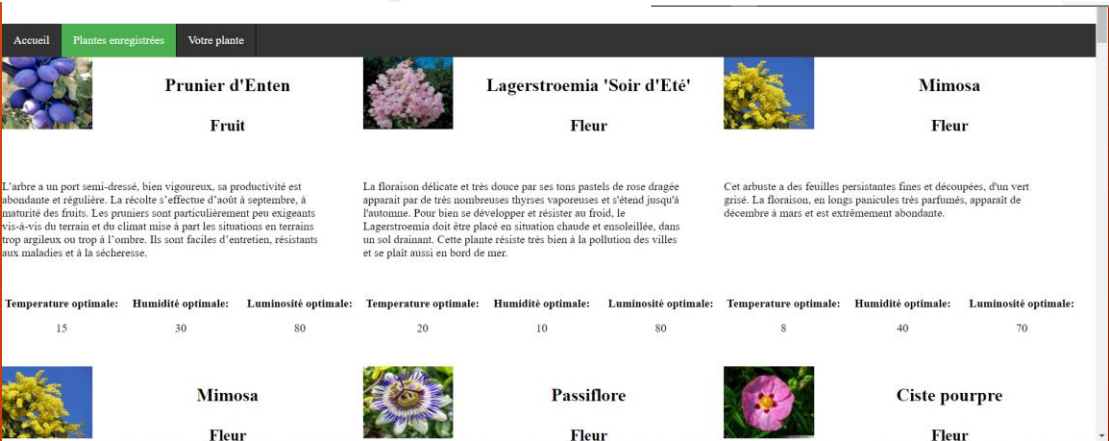 Accueil Plantes enregistrées Votre plante
Prunier d'Enten
Fruit
L'arbre a un port semi-dressé, bien vigoureux, sa productivité est
abondante et régulière. La récolte s'effectue d'août à septembre, à
maturité des fruits. Les pruniers sont particulièrement peu exigeants
vis-à-vis du terrain et du climat mise à part les situations en terrains
trop argileux ou trop à l'ombre. Ils sont faciles d'entretien, résistants
aux maladies et à la sécheresse.
Temperature optimale: Humidité optimale: Luminosité optimale:
15 30 80
Lagerstroemia 'Soir d'Eté'
Fleur
La floraison délicate et très douce par ses tons pastels de rose dragée
apparait par de très nombreuses thyrses vaporeuses et s'étend jusqu'à
l'automne. Pour bien se développer et résister au froid, le
Lagerstroemia doit être placé en situation chaude et ensoleillée, dans
un sol drainant. Cette plante résiste très bien à la pollution des villes
et se plaît aussi en bord de mer.
Temperature optimale: Humidité optimale: Luminosité optimale:
20 10 80
Mimosa
Fleur
Cet arbuste a des feuilles persistantes fines et découpées, d'un vert
grisé. La floraison, en longs panicules très parfumés, apparaît de
décembre à mars et est extrêmement abondante.
Temperature optimale: Humidité optimale: Luminosité optimale:
8 40 70
Mimosa
Fleur
Passiflore
Fleur
Ciste pourpre
Fleur